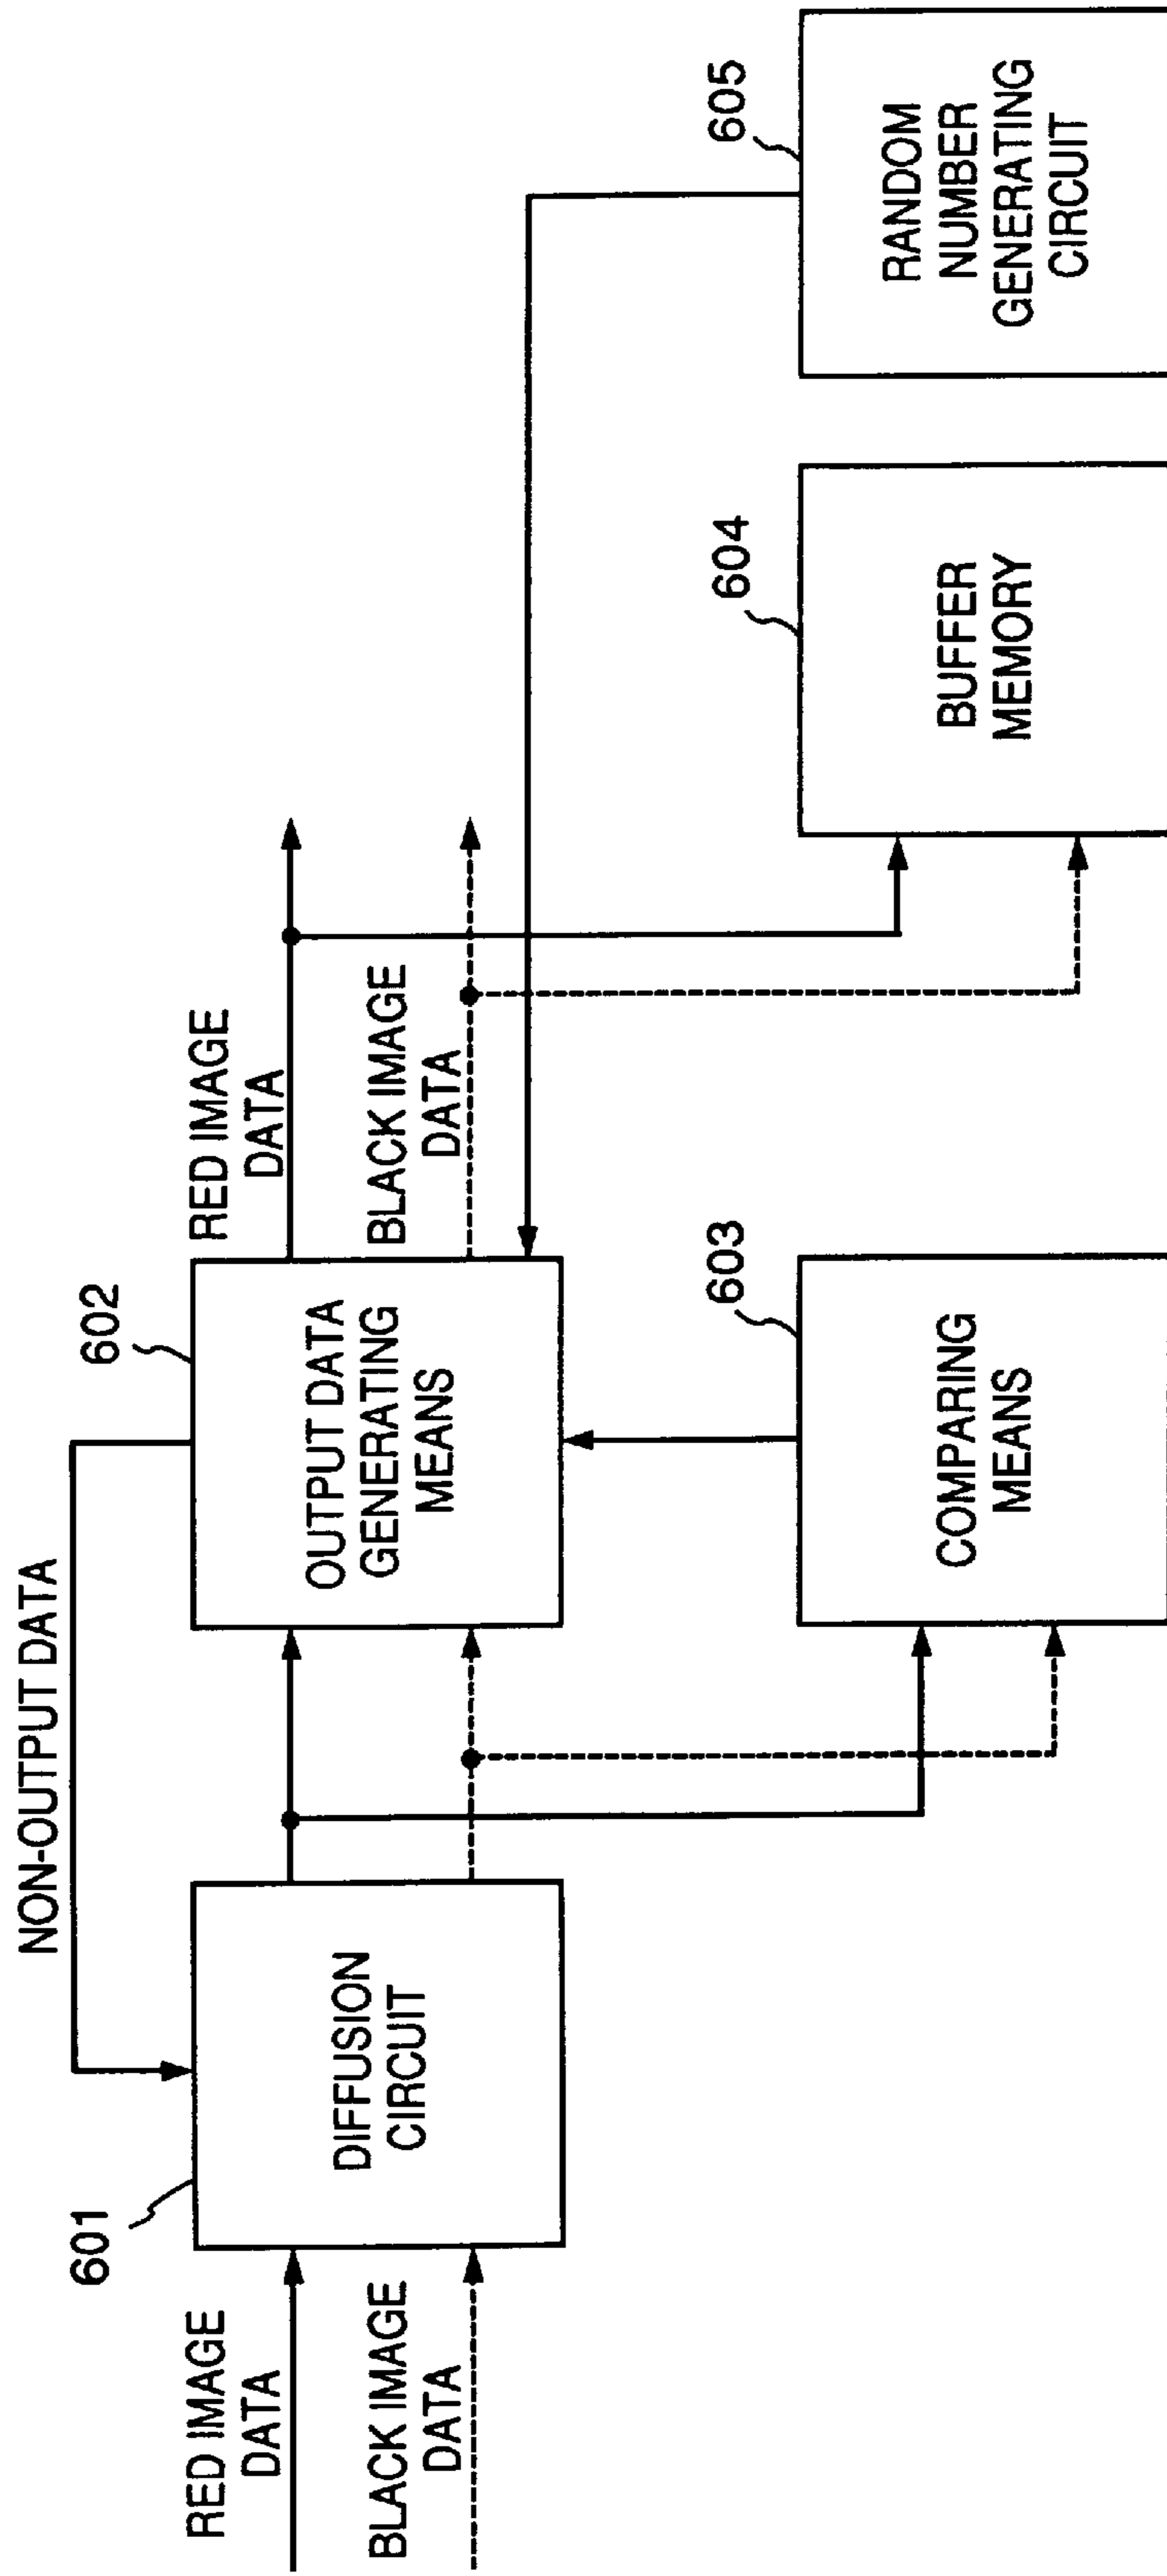 NON-OUTPUT DATA
601
602
RED IMAGE
DATA
BLACK IMAGE
DATA
DIFFUSION
CIRCUIT
OUTPUT DATA
GENERATING
MEANS
RED IMAGE
DATA
BLACK IMAGE
DATA
603
COMPARING
MEANS
604
BUFFER
MEMORY
605
RANDOM
NUMBER
GENERATING
CIRCUIT